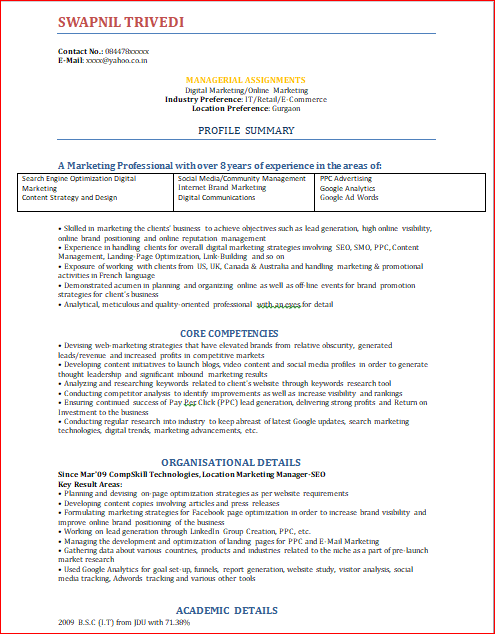 SWAPNIL TRIVEDI
Contact No.: 084478xxxxx
E-Mail: xxxx@yahoo.co.in
MANAGERIAL ASSIGNMENTS
Digital Marketing/Online Marketing
Industry Preference: IT/Retail/E-Commerce
Location Preference: Gurgaon
PROFILE SUMMARY
A Marketing Professional with over 8 years of experience in the areas of:
Search Engine Optimization Digital
Marketing
Content Strategy and Design
Social Media/Community Management
Internet Brand Marketing
Digital Communications
PPC Advertising
Google Analytics
Google Ad Words
• Skilled in marketing the clients' business to achieve objectives such as lead generation, high online visibility,
online brand positioning and online reputation management
• Experience in handling clients for overall digital marketing strategies involving SEO, SMO, PPC, Content
Management, Landing-Page Optimization, Link-Building and so on
• Exposure of working with clients from US, UK, Canada & Australia and handling marketing & promotional
activities in French language
• Demonstrated acumen in planning and organizing online as well as off-line events for brand promotion
strategies for client's business
• Analytical, meticulous and quality-oriented professional with an eyes for detail
CORE COMPETENCIES
• Devising web-marketing strategies that have elevated brands from relative obscurity, generated
leads/revenue and increased profits in competitive markets
• Developing content initiatives to launch blogs, video content and social media profiles in order to generate
thought leadership and significant inbound marketing results
• Analyzing and researching keywords related to client's website through keywords research tool
• Conducting competitor analysis to identify improvements as well as increase visibility and rankings
• Ensuring continued success of Pay Per Click (PPC) lead generation, delivering strong profits and Return on
Investment to the business
• Conducting regular research into industry to keep abreast of latest Google updates, search marketing
technologies, digital trends, marketing advancements, etc.
ORGANISATIONAL DETAILS
Since Mar'09 CompSkill Technologies, Location Marketing Manager-SEO
Key Result Areas:
• Planning and devising on-page optimization strategies as per website requirements
• Developing content copies involving articles and press releases
• Formulating marketing strategies for Facebook page optimization in order to increase brand visibility and
improve online brand positioning of the business
• Working on lead generation through LinkedIn Group Creation, PPC, etc.
• Managing the development and optimization of landing pages for PPC and E-Mail Marketing
• Gathering data about various countries, products and industries related to the niche as a part of pre-launch
market research
• Used Google Analytics for goal set-up, funnels, report generation, website study, visitor analysis, social
media tracking, Adwords tracking and various other tools
ACADEMIC DETAILS
2009 B.S.C (I.T) from JDU with 71.38%